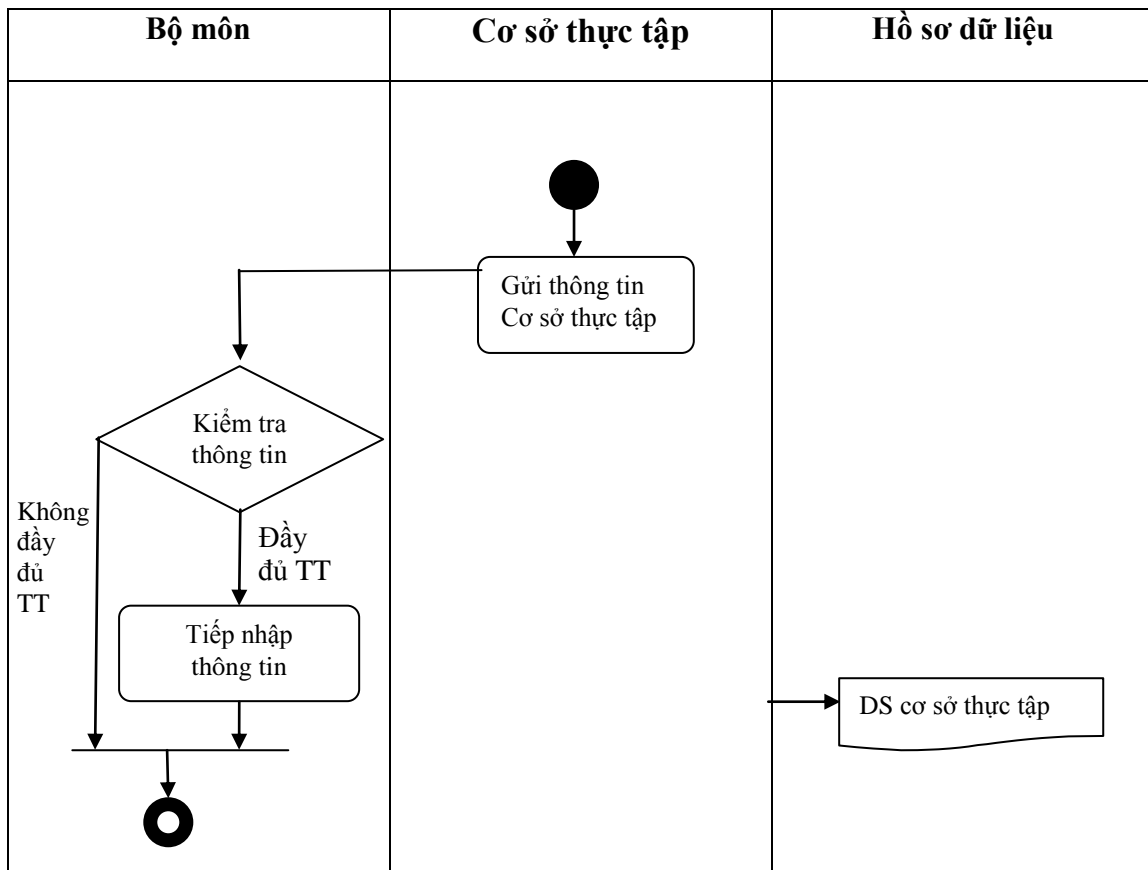 Bộ môn
Cơ sở thực tập
Hồ sơ dữ liệu
Gửi thông tin
Cơ sở thực tập
Kiểm tra
thông tin
Không
đầy
đủ
TT
Đầy
đủ TT
Tiếp nhập
thông tin
DS cơ sở thực tập